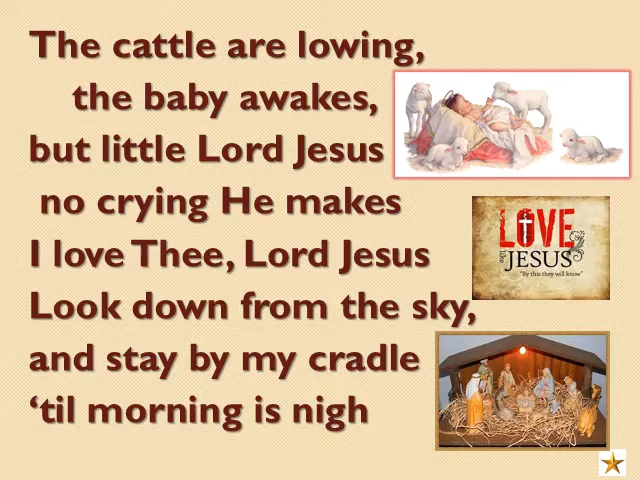 The cattle are lowing,
the baby awakes,
but little Lord Jesus
no crying He makes
I love Thee, Lord Jesus
Look down from the sky,
and stay by my cradle
‘til morning is nigh
LOVE
like JESUS
"By this they will know"